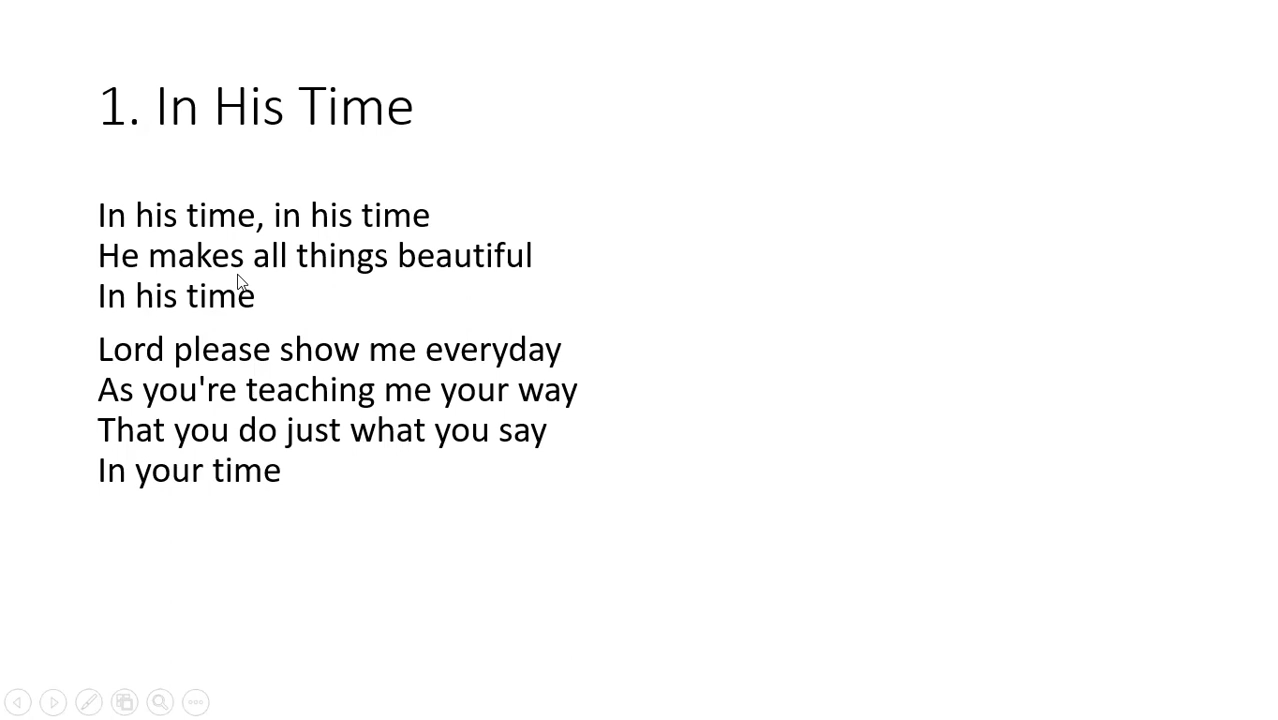 1. In His Time
In his time, in his time
He makes all things beautiful
In his time
Lord please show me everyday
As you're teaching me your way
That you do just what you say
In your time